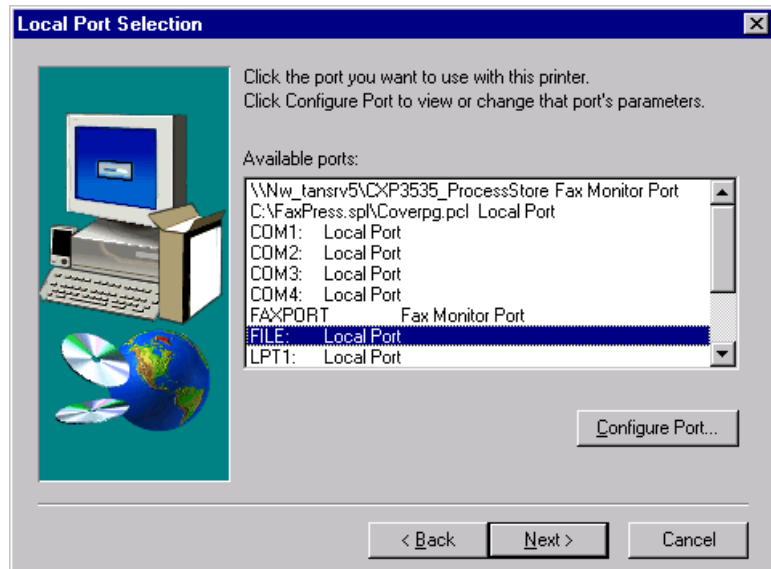 Local Port Selection
Click the port you want to use with this printer.
Click Configure Port to view or change that port's parameters.
Available ports:
\\Nw_tansrv5\CXP3535_ProcessStore Fax Monitor Port
C:\FaxPress.spl\Coverpg.pcl Local Port
COM1: Local Port
COM2: Local Port
COM3: Local Port
COM4: Local Port
FAXPORT Fax Monitor Port
FILE: Local Port
LPT1: Local Port
Configure Port...
< Back Next > Cancel